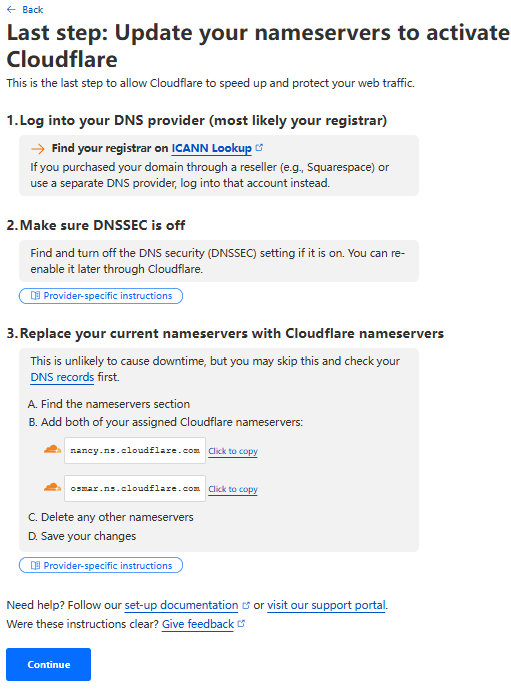 ← Back
Last step: Update your nameservers to activate
Cloudflare
This is the last step to allow Cloudflare to speed up and protect your web traffic.
1. Log into your DNS provider (most likely your registrar)
→ Find your registrar on ICANN Lookup
If you purchased your domain through a reseller (e.g., Squarespace) or
use a separate DNS provider, log into that account instead.
2. Make sure DNSSEC is off
Find and turn off the DNS security (DNSSEC) setting if it is on. You can re-
enable it later through Cloudflare.
Provider-specific instructions
3. Replace your current nameservers with Cloudflare nameservers
This is unlikely to cause downtime, but you may skip this and check your
DNS records first.
A. Find the nameservers section
B. Add both of your assigned Cloudflare nameservers:
nancy.ns.cloudflare.com Click to copy
osmar.ns.cloudflare.com Click to copy
C. Delete any other nameservers
D. Save your changes
Provider-specific instructions
Need help? Follow our set-up documentation or visit our support portal.
Were these instructions clear? Give feedback
Continue